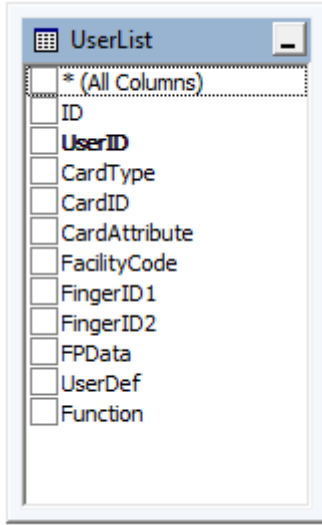 UserList
* (All Columns)
ID
UserID
CardType
CardID
CardAttribute
FacilityCode
FingerID1
FingerID2
FPData
UserDef
Function